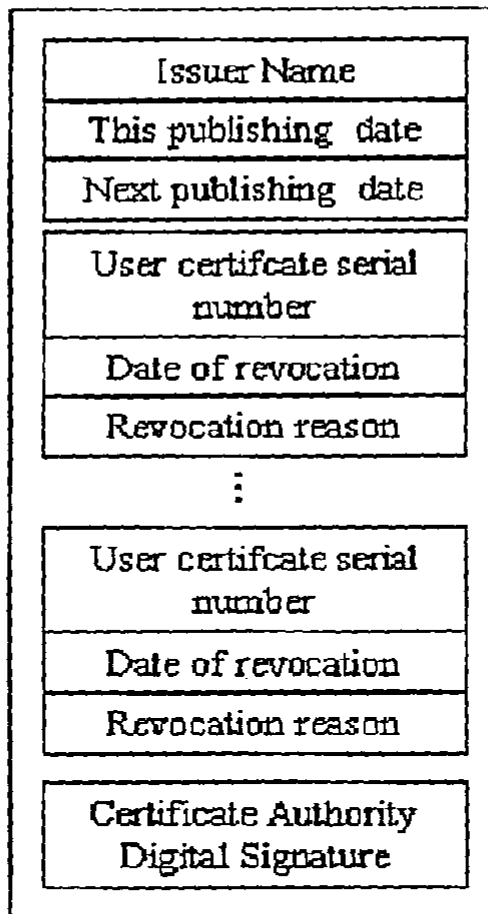 Issuer Name
This publishing date
Next publishing date
User certifcate serial
number
Date of revocation
Revocation reason
⋮
User certifcate serial
number
Date of revocation
Revocation reason
Certificate Authority
Digital Signature